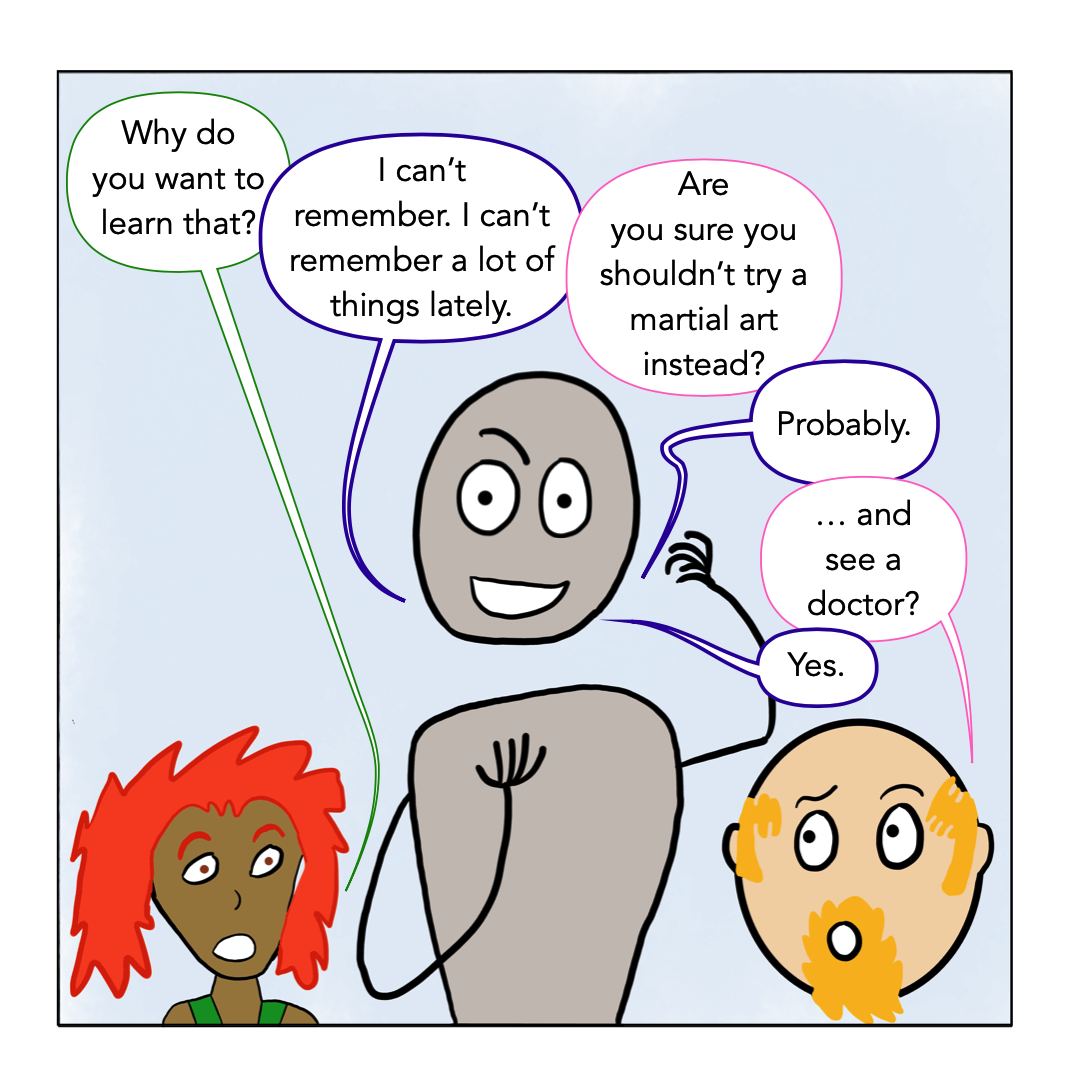 Why do
you want to
learn that?
I can’t
remember. I can’t
remember a lot of
things lately.
Are
you sure you
shouldn’t try a
martial art
instead?
Probably.
… and
see a
doctor?
Yes.